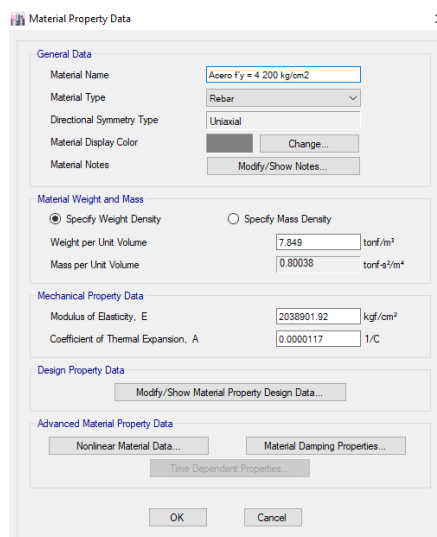 Material Property Data
General Data
Material Name Acero f'y = 4 200 kg/cm2
Material Type Rebar
Directional Symmetry Type Uniaxial
Material Display Color Change...
Material Notes Modify/Show Notes...
Material Weight and Mass
Specify Weight Density Specify Mass Density
Weight per Unit Volume 7.849 tonf/m³
Mass per Unit Volume 0.80038 tonf-s²/m⁴
Mechanical Property Data
Modulus of Elasticity, E 2038901.92 kgf/cm²
Coefficient of Thermal Expansion, A 0.0000117 1/C
Design Property Data
Modify/Show Material Property Design Data...
Advanced Material Property Data
Nonlinear Material Data... Material Damping Properties...
Time Dependent Properties...
OK Cancel